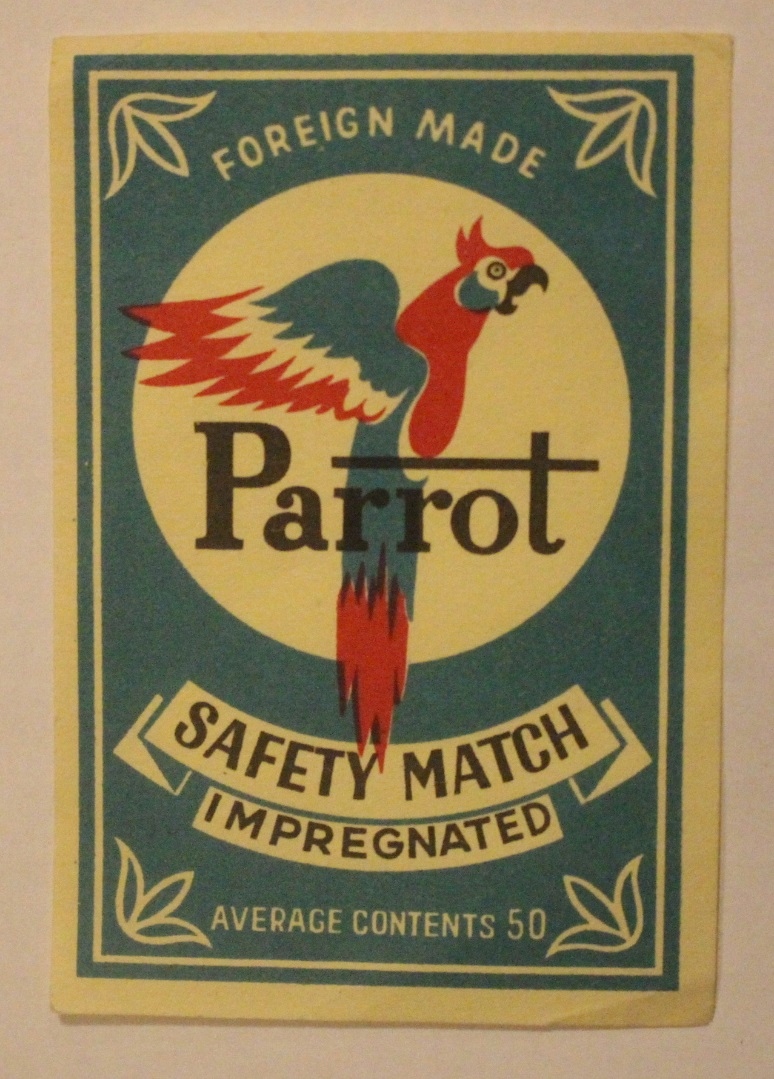 FOREIGN MADE
Parrot
SAFETY MATCH
IMPREGNATED
AVERAGE CONTENTS 50